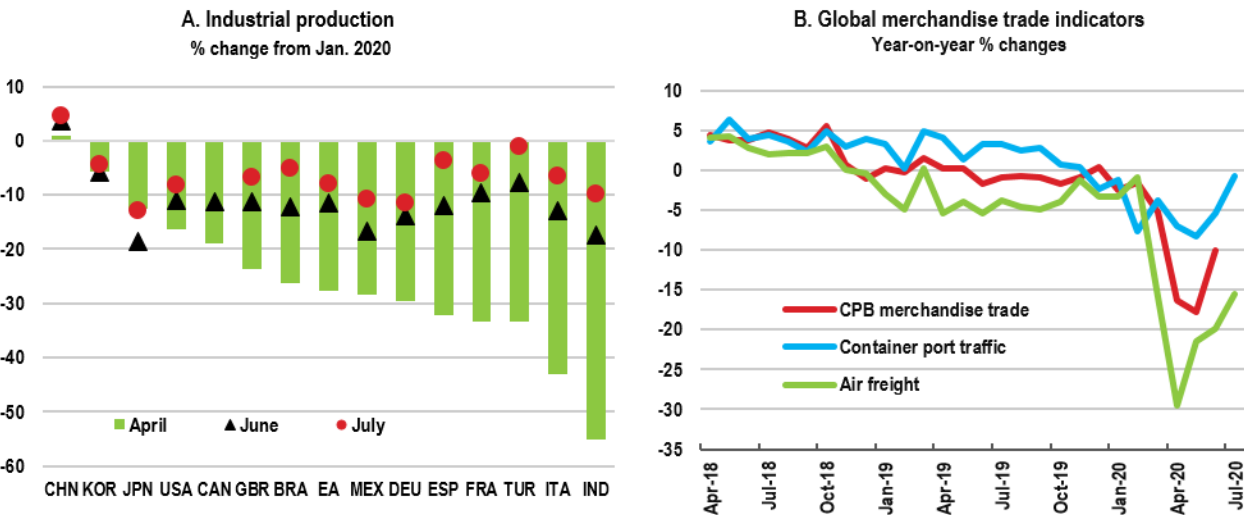 A. Industrial production
% change from Jan. 2020
10
0
-10
-20
-30
-40
-50
-60
April
June
July
CHN KOR JPN USA CAN GBR BRA EA MEX DEU ESP FRA TUR ITA IND
B. Global merchandise trade indicators
Year-on-year % changes
10
5
0
-5
-10
-15
-20
-25
-30
-35
CPB merchandise trade
Container port traffic
Air freight
Apr-18
Jul-18
Oct-18
Jan-19
Apr-19
Jul-19
Oct-19
Jan-20
Apr-20
Jul-20